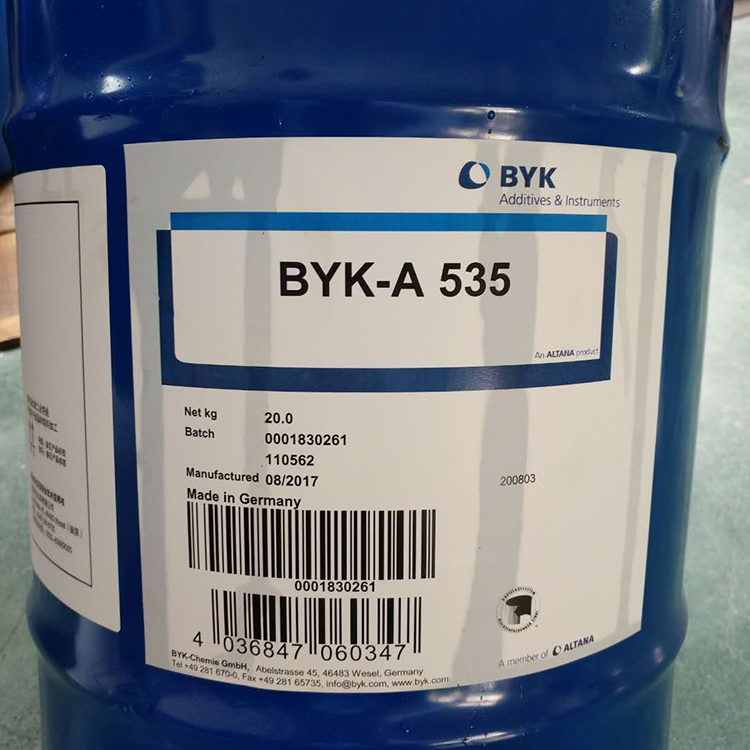 BYK
Additives & Instruments
BYK-A 535
An ALTANA product
Net kg 20.0
Batch 0001830261
110562
Manufactured 08/2017
200803
Made in Germany
0001830261
4 036847 060347
BYK-Chemie GmbH, Abelstrasse 45, 46483 Wesel, Germany
Tel +49 281 670-0, Fax +49 281 65735, info@byk.com, www.byk.com
A member of ALTANA